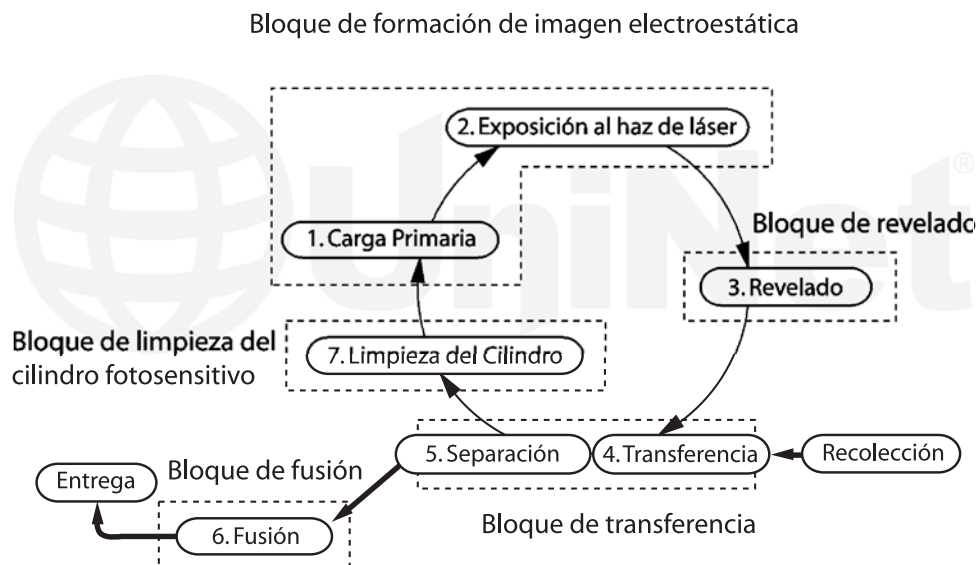 Bloque de formación de imagen electroestática
2. Exposición al haz de láser
UniNet®
Bloque de revelado
1. Carga Primaria
3. Revelado
Bloque de limpieza del
cilindro fotosensitivo
7. Limpieza del Cilindro
5. Separación
4. Transferencia
Recolección
Bloque de fusión
Entrega
Bloque de transferencia
6. Fusión